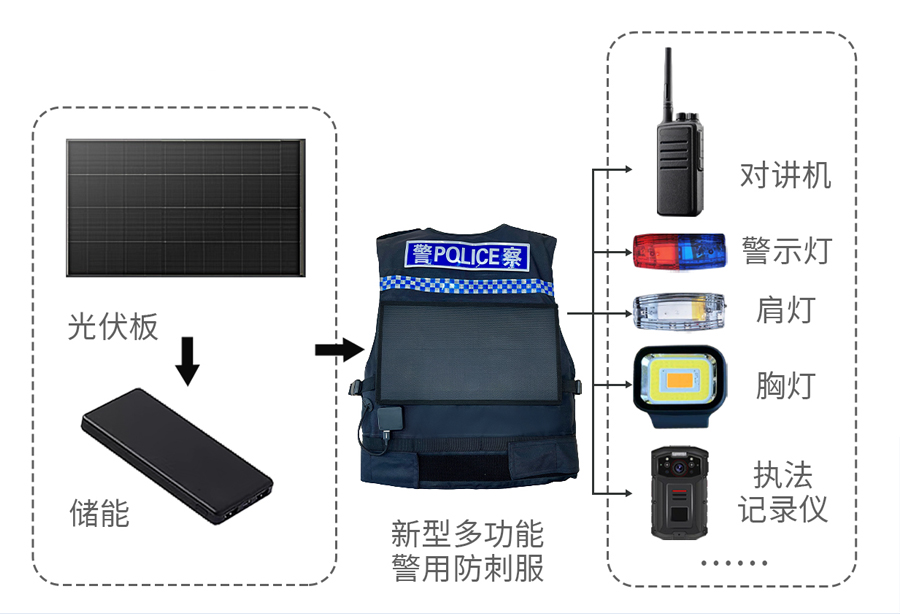 光伏板
储能
警POLICE察
新型多功能
警用防刺服
对讲机
警示灯
肩灯
胸灯
执法
记录仪
······